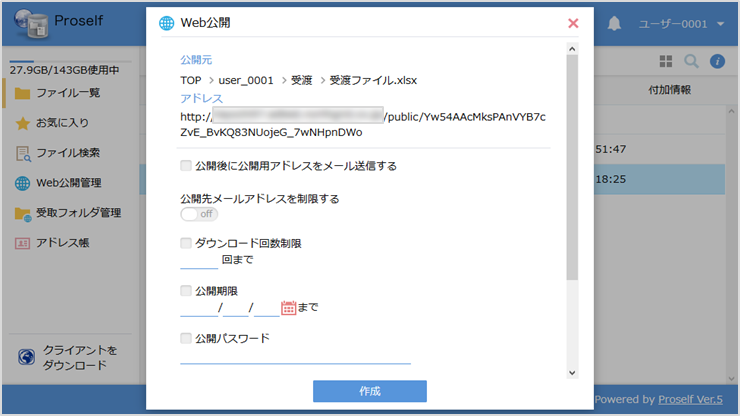 Proself
ユーザー0001
27.9GB/143GB使用中
ファイル一覧
お気に入り
ファイル検索
Web公開管理
受取フォルダ管理
アドレス帳
クライアントを
ダウンロード
Web公開
公開元
TOP > user_0001 > 受渡 > 受渡ファイル.xlsx
アドレス
http:/ /public/Yw54AAcMksPAnVYB7c
ZvE_BvKQ83NUojeG_7wNHpnDWo
公開後に公開用アドレスをメール送信する
公開先メールアドレスを制限する
off
ダウンロード回数制限
回まで
公開期限
/ / まで
公開パスワード
作成
付加情報
51:47
18:25
Powered by Proself Ver.5